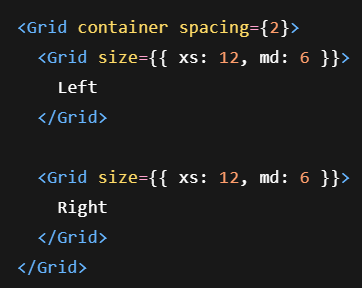 <Grid container spacing={2}>
  <Grid size={{ xs: 12, md: 6 }}>
    Left
  </Grid>

  <Grid size={{ xs: 12, md: 6 }}>
    Right
  </Grid>
</Grid>